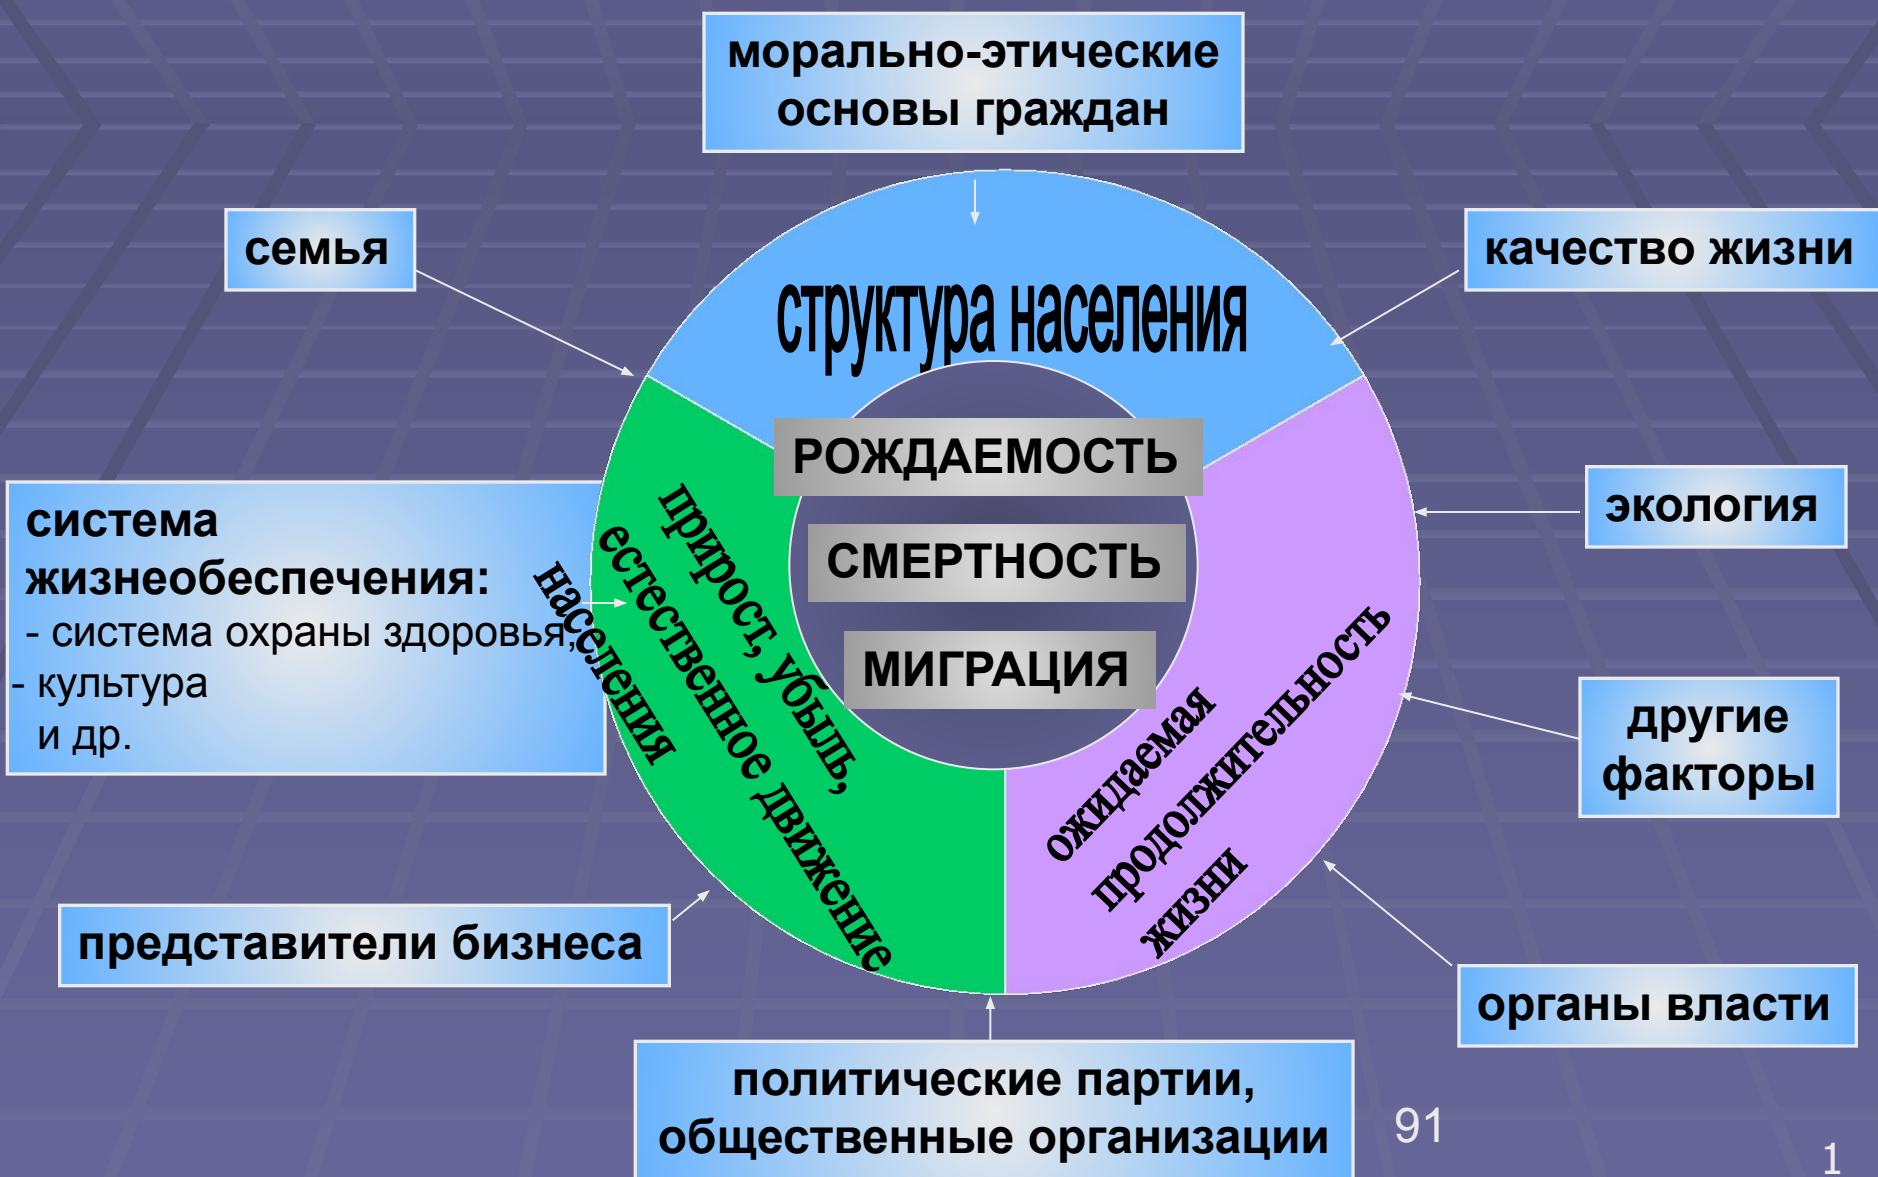 морально-этические
основы граждан
семья
качество жизни
структура населения
РОЖДАЕМОСТЬ
СМЕРТНОСТЬ
МИГРАЦИЯ
система
жизнеобеспечения:
- система охраны здоровья,
- культура
и др.
прирост, убыль,
естественное движение
населения
ожидаемая
продолжительность
жизни
экология
другие
факторы
представители бизнеса
органы власти
политические партии,
общественные организации
91
1